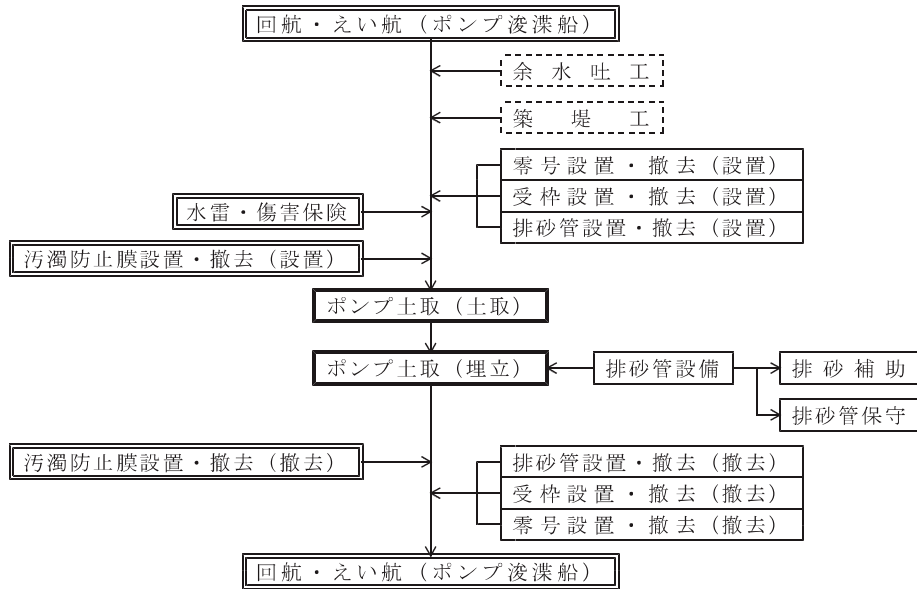 回航・えい航（ポンプ浚渫船）
余水吐工
築堤工
零号設置・撤去（設置）
受枠設置・撤去（設置）
水雷・傷害保険
排砂管設置・撤去（設置）
汚濁防止膜設置・撤去（設置）
ポンプ土取（土取）
ポンプ土取（埋立）
排砂管設備
排砂補助
排砂管保守
汚濁防止膜設置・撤去（撤去）
排砂管設置・撤去（撤去）
受枠設置・撤去（撤去）
零号設置・撤去（撤去）
回航・えい航（ポンプ浚渫船）